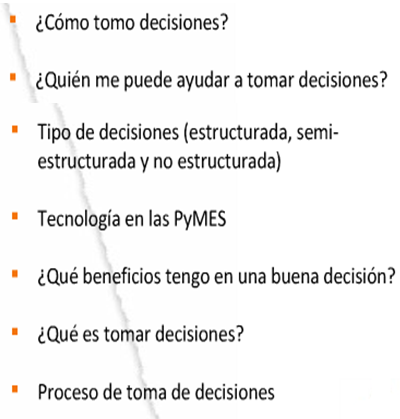 ¿Cómo tomo decisiones?
¿Quién me puede ayudar a tomar decisiones?
Tipo de decisiones (estructurada, semi-
estructurada y no estructurada)
Tecnología en las PyMES
¿Qué beneficios tengo en una buena decisión?
¿Qué es tomar decisiones?
Proceso de toma de decisiones